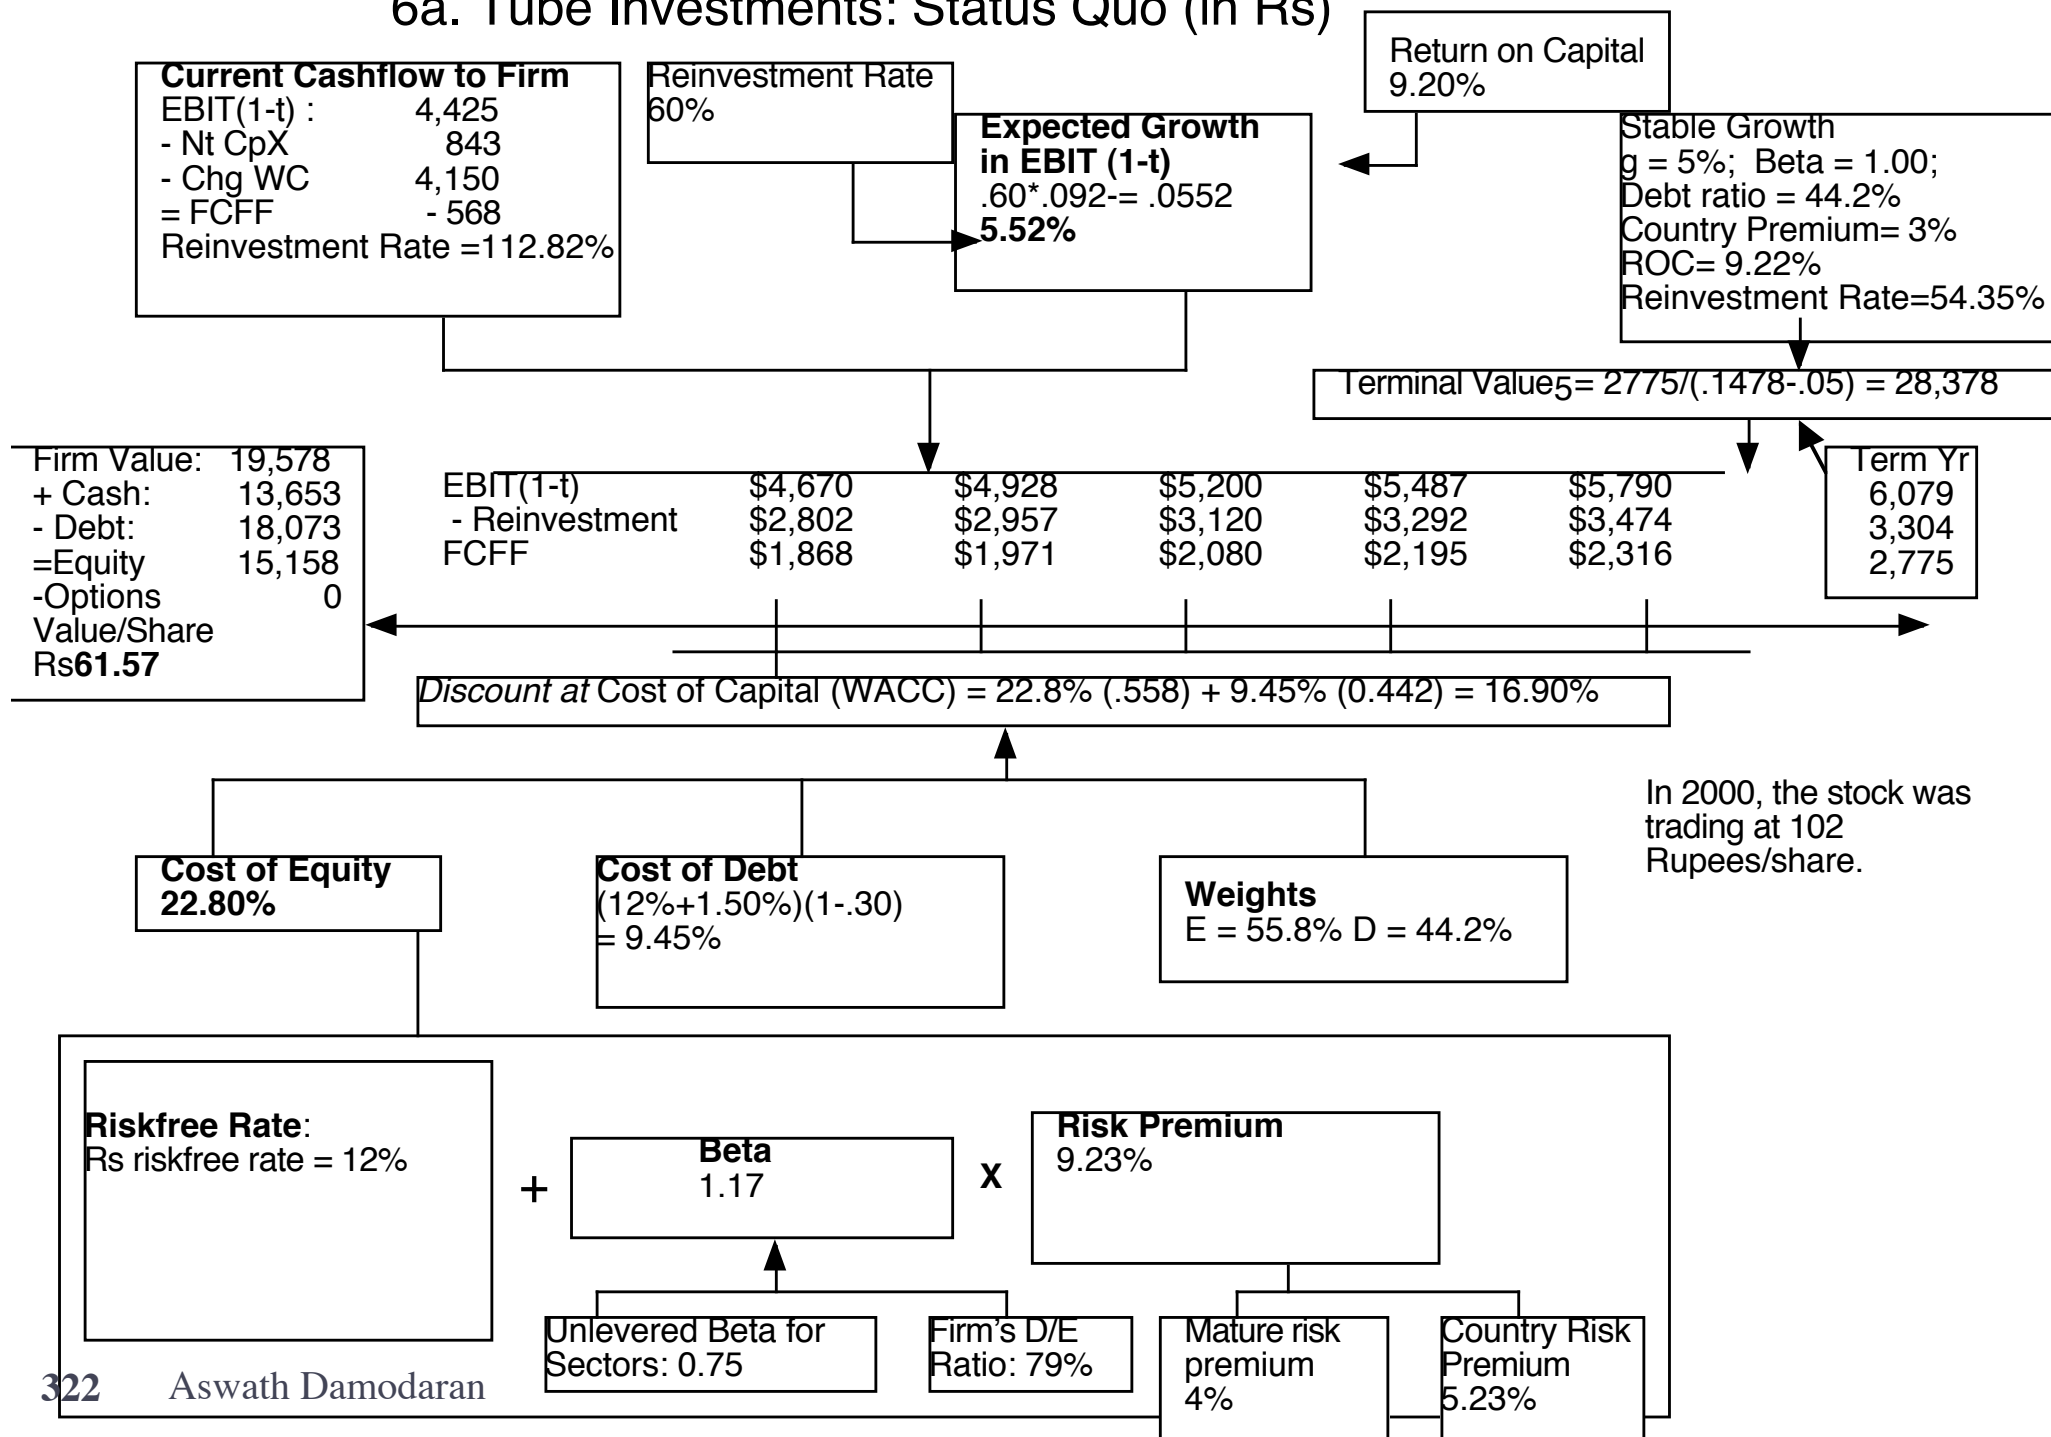 6a. Tube Investments: Status Quo (in Rs)
Current Cashflow to Firm
EBIT(1-t) : 4,425
- Nt CpX 843
- Chg WC 4,150
= FCFF - 568
Reinvestment Rate =112.82%
Reinvestment Rate
60%
Expected Growth
in EBIT (1-t)
.60*.092-= .0552
5.52%
Return on Capital
9.20%
Stable Growth
g = 5%; Beta = 1.00;
Debt ratio = 44.2%
Country Premium= 3%
ROC= 9.22%
Reinvestment Rate=54.35%
Terminal Value5= 2775/(.1478-.05) = 28,378
Firm Value: 19,578
+ Cash: 13,653
- Debt: 18,073
=Equity 15,158
-Options 0
Value/Share
Rs61.57
EBIT(1-t) $4,670 $4,928 $5,200 $5,487 $5,790
- Reinvestment $2,802 $2,957 $3,120 $3,292 $3,474
FCFF $1,868 $1,971 $2,080 $2,195 $2,316
Term Yr
6,079
3,304
2,775
Discount at Cost of Capital (WACC) = 22.8% (.558) + 9.45% (0.442) = 16.90%
In 2000, the stock was
trading at 102
Rupees/share.
Cost of Equity
22.80%
Cost of Debt
(12%+1.50%)(1-.30)
= 9.45%
Weights
E = 55.8% D = 44.2%
Riskfree Rate:
Rs riskfree rate = 12%
+
Beta
1.17
X
Risk Premium
9.23%
Unlevered Beta for
Sectors: 0.75
Firm’s D/E
Ratio: 79%
Mature risk
premium
4%
Country Risk
Premium
5.23%
322 Aswath Damodaran